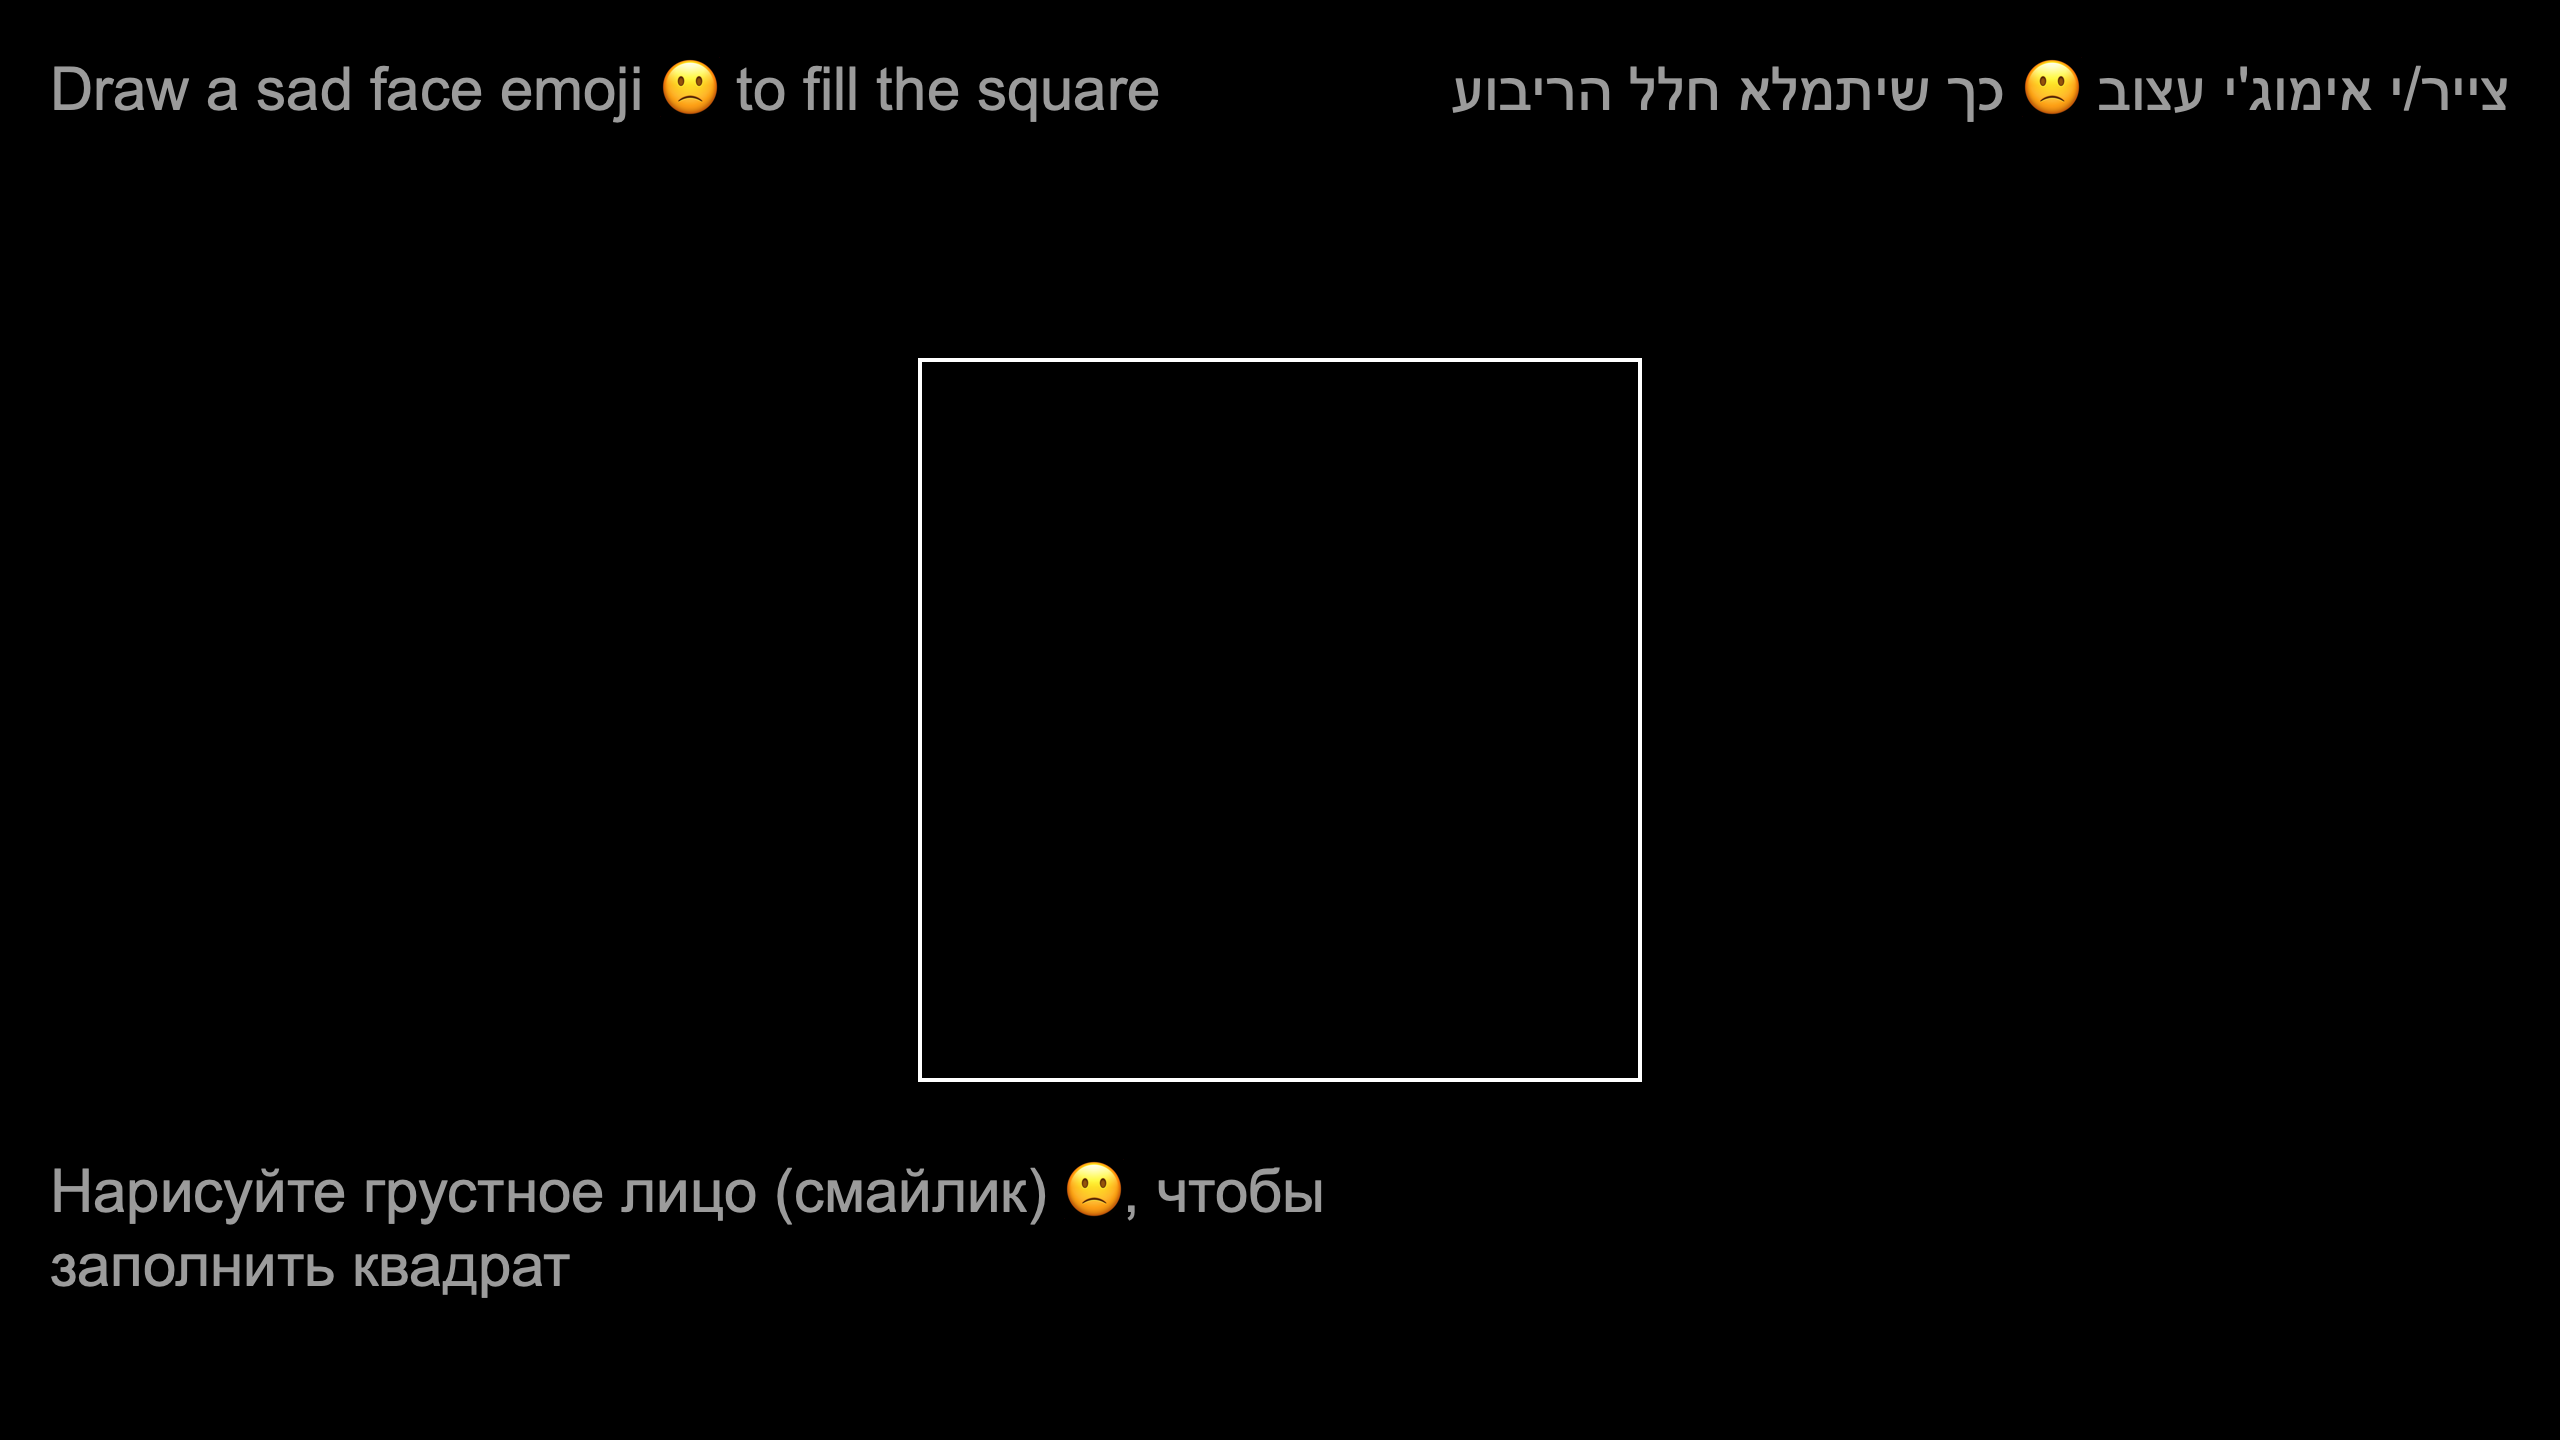 Draw a sad face emoji 🙁 to fill the square
צייר/י אימוג'י עצוב 🙁 כך שיתמלא חלל הריבוע
Нарисуйте грустное лицо (смайлик) 🙁, чтобы
заполнить квадрат